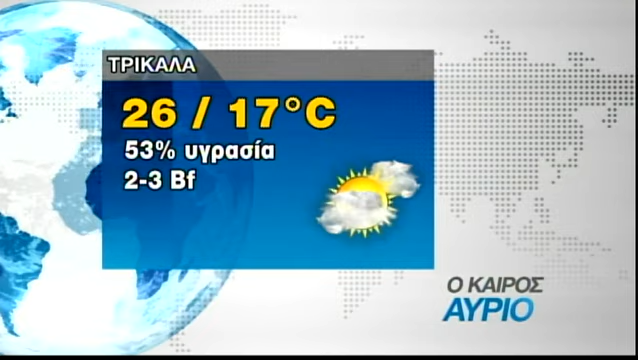 ΤΡΙΚΑΛΑ
26 / 17°C
53% υγρασία
2-3 Bf
Ο ΚΑΙΡΟΣ
ΑΥΡΙΟ